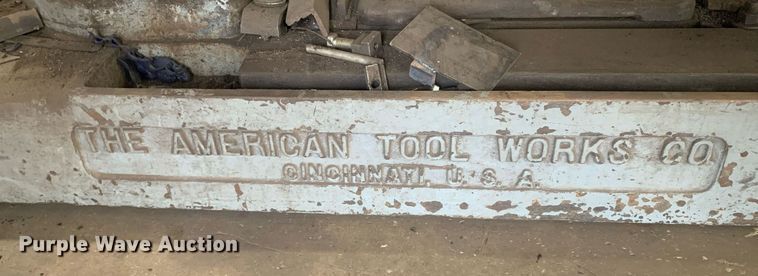 THE AMERICAN TOOL WORKS CO
CINCINNATI, U. S. A.
Purple Wave Auction